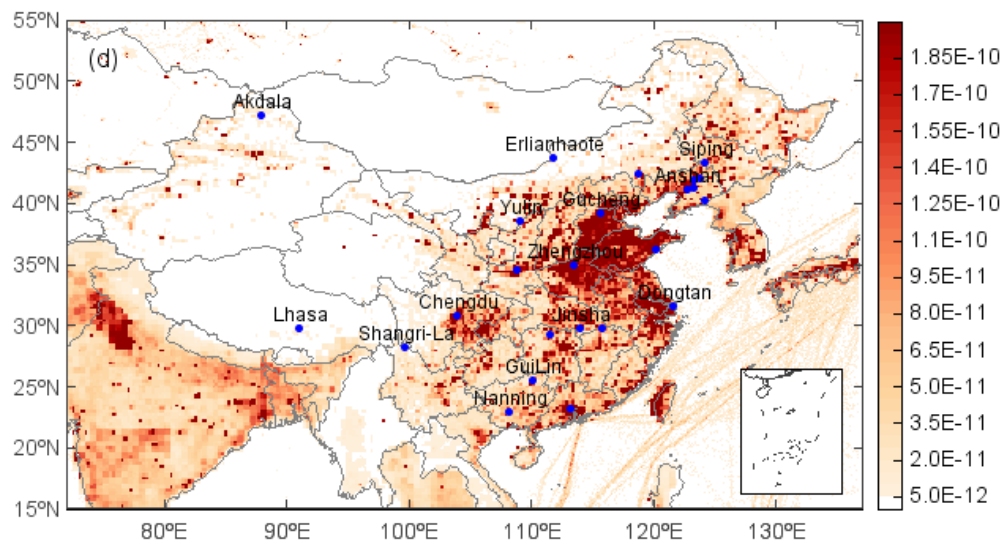 55ºN
(d)
1.85E-10
50ºN
1.7E-10
Akdala
1.55E-10
45ºN
Erlianhaote
Siping
1.40E-10
Anshan
40ºN
Yulin
Gucheng
1.25E-10
1.1E-10
Zhengzhou
35ºN
9.5E-11
Chengdu
Dongtan
8.0E-11
30ºN
Lhasa
Shangri-La
Jinsha
6.5E-11
25ºN
GuiLin
5.0E-11
Nanning
3.5E-11
20ºN
2.0E-11
15ºN
5.0E-12
80ºE 90ºE 100ºE 110ºE 120ºE 130ºE